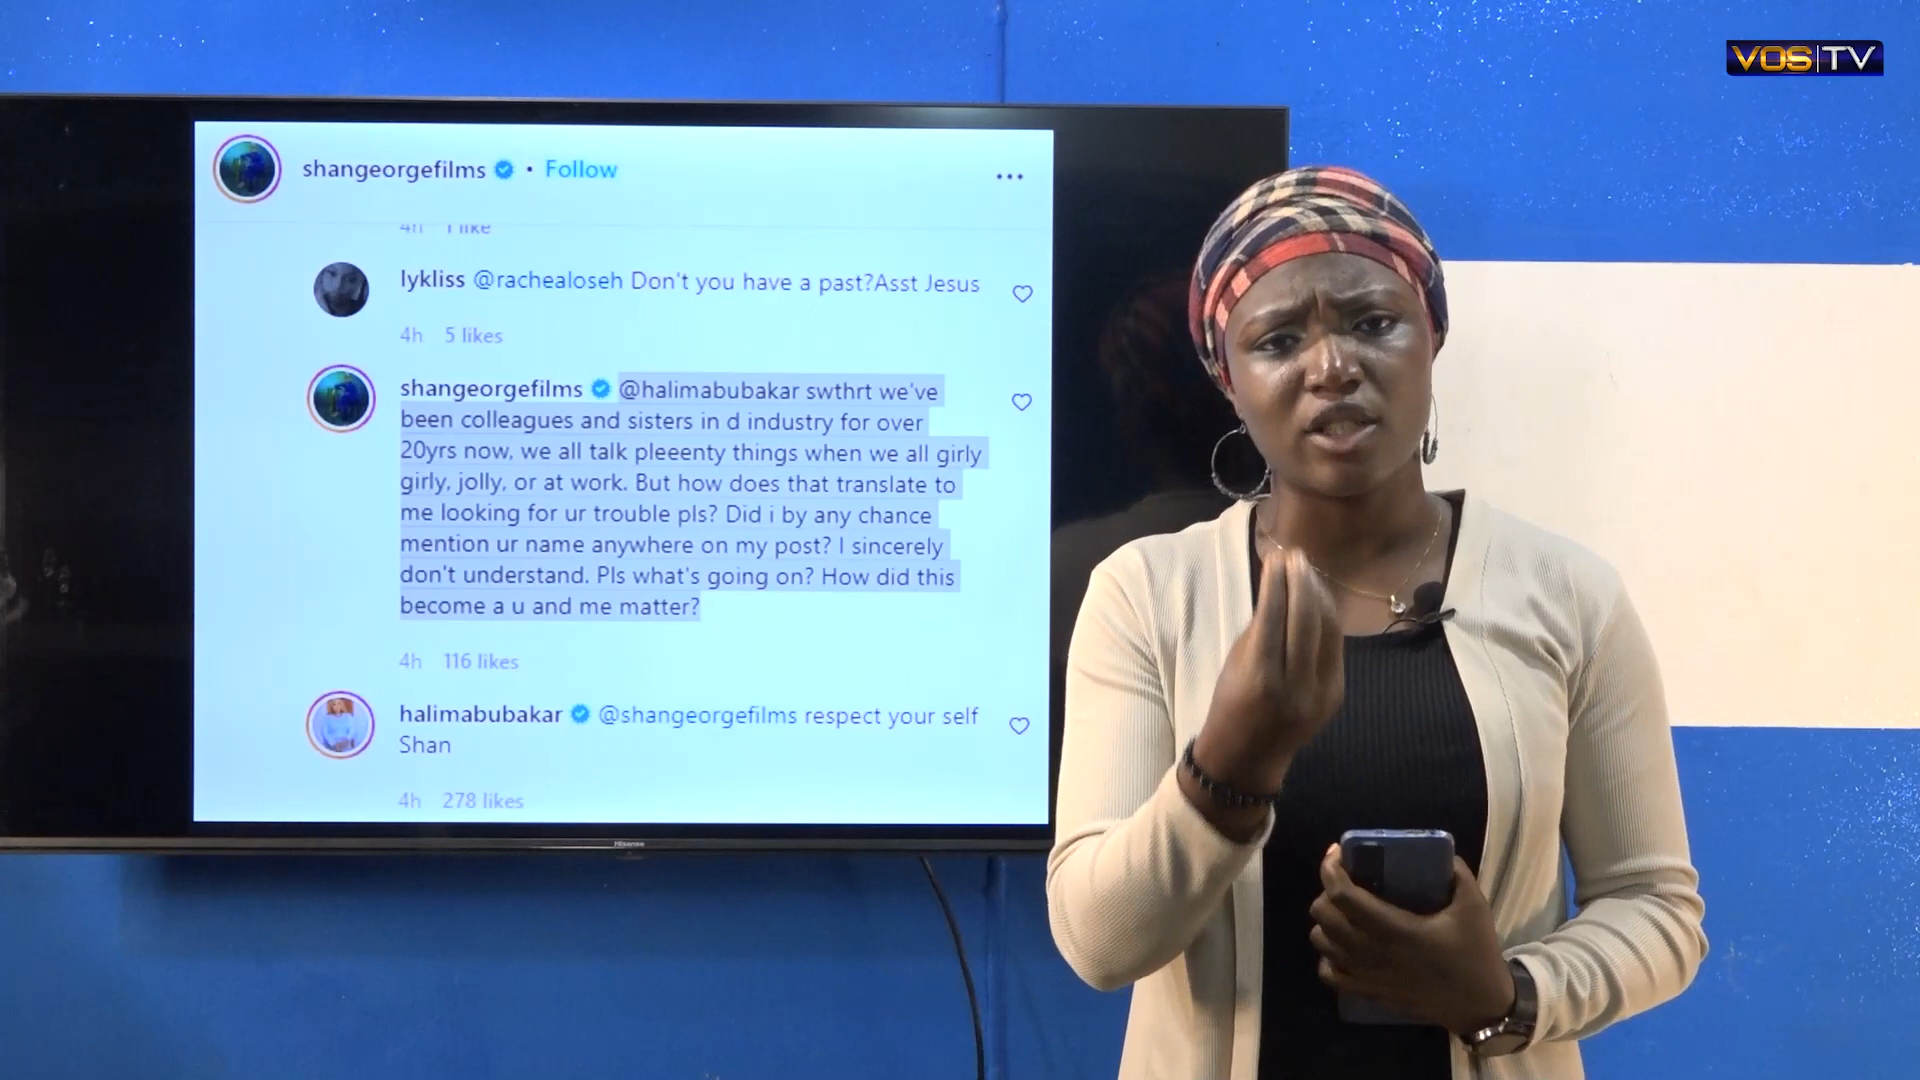 VOS|TV
shangeorgefilms • Follow
4h 1 like
lykliss @rachealoseh Don't you have a past?Asst Jesus
4h 5 likes
shangeorgefilms @halimabubakar swthrt we've
been colleagues and sisters in d industry for over
20yrs now, we all talk pleeenty things when we all girly
girly, jolly, or at work. But how does that translate to
me looking for ur trouble pls? Did i by any chance
mention ur name anywhere on my post? I sincerely
don't understand. Pls what's going on? How did this
become a u and me matter?
4h 116 likes
halimabubakar @shangeorgefilms respect your self
Shan
4h 278 likes
Hisense